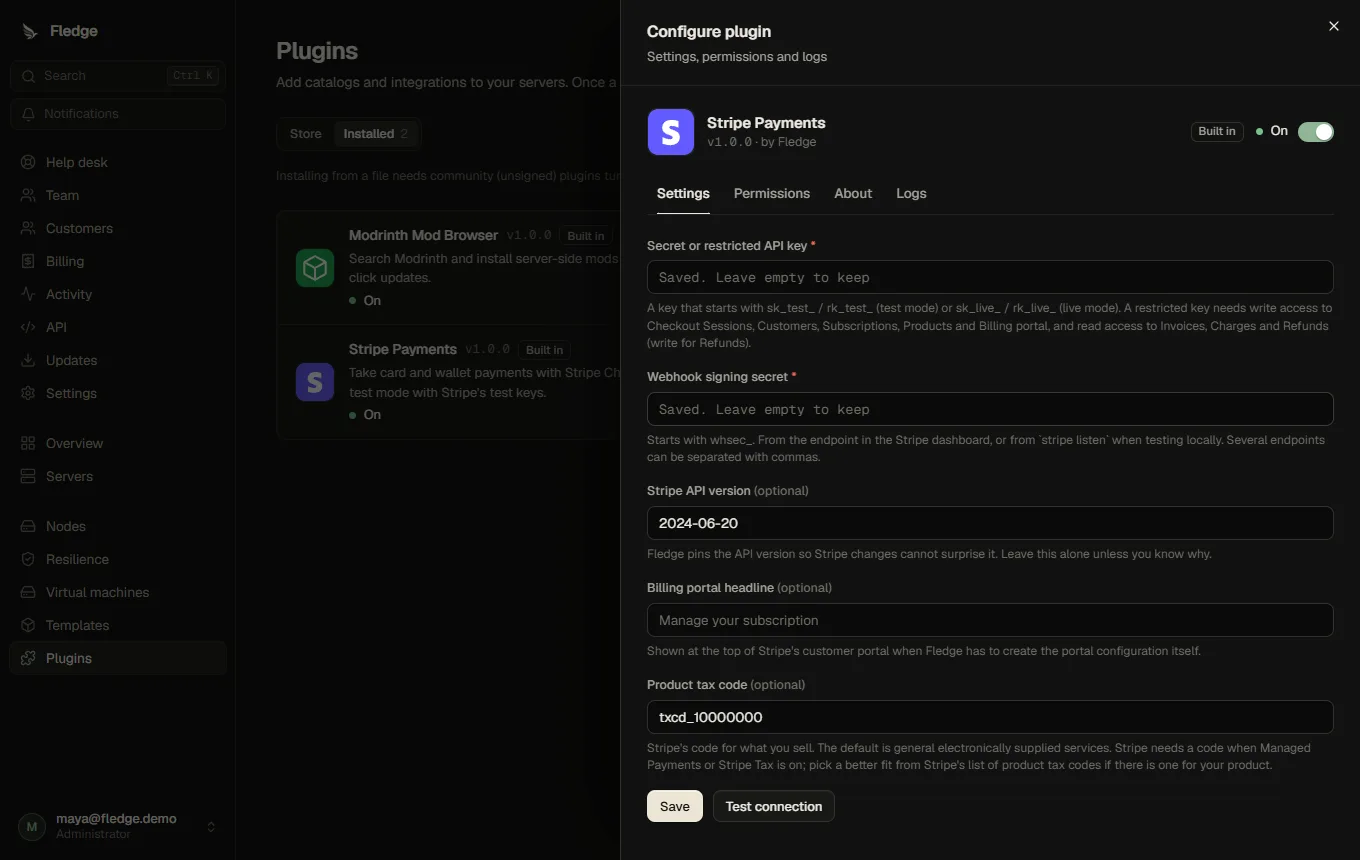 Fledge
Search
Ctrl K
Notifications
Help desk
Team
Customers
Billing
Activity
API
Updates
Settings
Overview
Servers
Nodes
Resilience
Virtual machines
Templates
Plugins
M
maya@fledge.demo
Administrator
Plugins
Add catalogs and integrations to your servers. Once a
Store
Installed 2
Installing from a file needs community (unsigned) plugins tur
Modrinth Mod Browser v1.0.0 Built in
Search Modrinth and install server-side mods
click updates.
On
S
Stripe Payments v1.0.0 Built in
Take card and wallet payments with Stripe Ch
test mode with Stripe's test keys.
On
Configure plugin
Settings, permissions and logs
S
Stripe Payments
v1.0.0 · by Fledge
Built in
On
Settings
Permissions
About
Logs
Secret or restricted API key *
Saved. Leave empty to keep
A key that starts with sk_test_ / rk_test_ (test mode) or sk_live_ / rk_live_ (live mode). A restricted key needs write access to
Checkout Sessions, Customers, Subscriptions, Products and Billing portal, and read access to Invoices, Charges and Refunds
(write for Refunds).
Webhook signing secret *
Saved. Leave empty to keep
Starts with whsec_. From the endpoint in the Stripe dashboard, or from `stripe listen` when testing locally. Several endpoints
can be separated with commas.
Stripe API version (optional)
2024-06-20
Fledge pins the API version so Stripe changes cannot surprise it. Leave this alone unless you know why.
Billing portal headline (optional)
Manage your subscription
Shown at the top of Stripe's customer portal when Fledge has to create the portal configuration itself.
Product tax code (optional)
txcd_10000000
Stripe's code for what you sell. The default is general electronically supplied services. Stripe needs a code when Managed
Payments or Stripe Tax is on; pick a better fit from Stripe's list of product tax codes if there is one for your product.
Save
Test connection